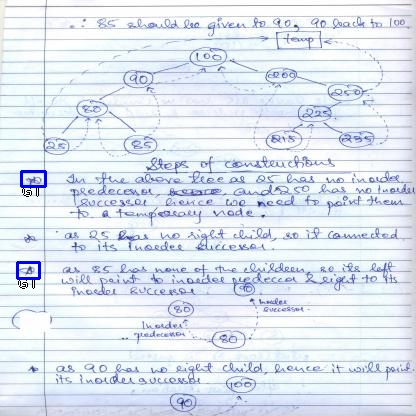 ∴ 85 should be given to 90, 90 back to 100.
temp
100
90 200
80 250
225
25 85 215 235
Steps of constructions
In the above tree as 25 has no inorder
predecessor, and 250 has no inorder
successor, hence we need to point them
to a temporary node.
* as 25 has no right child, so it connected
to its inorder successor.
as 85 has none of the children, so its left
will point to inorder predeccor & right to its
inorder successor.
90
80 Inorder successor.
Inorder predecessor 80
* as 90 has no right child, hence it will point
its inorder successor
100
90